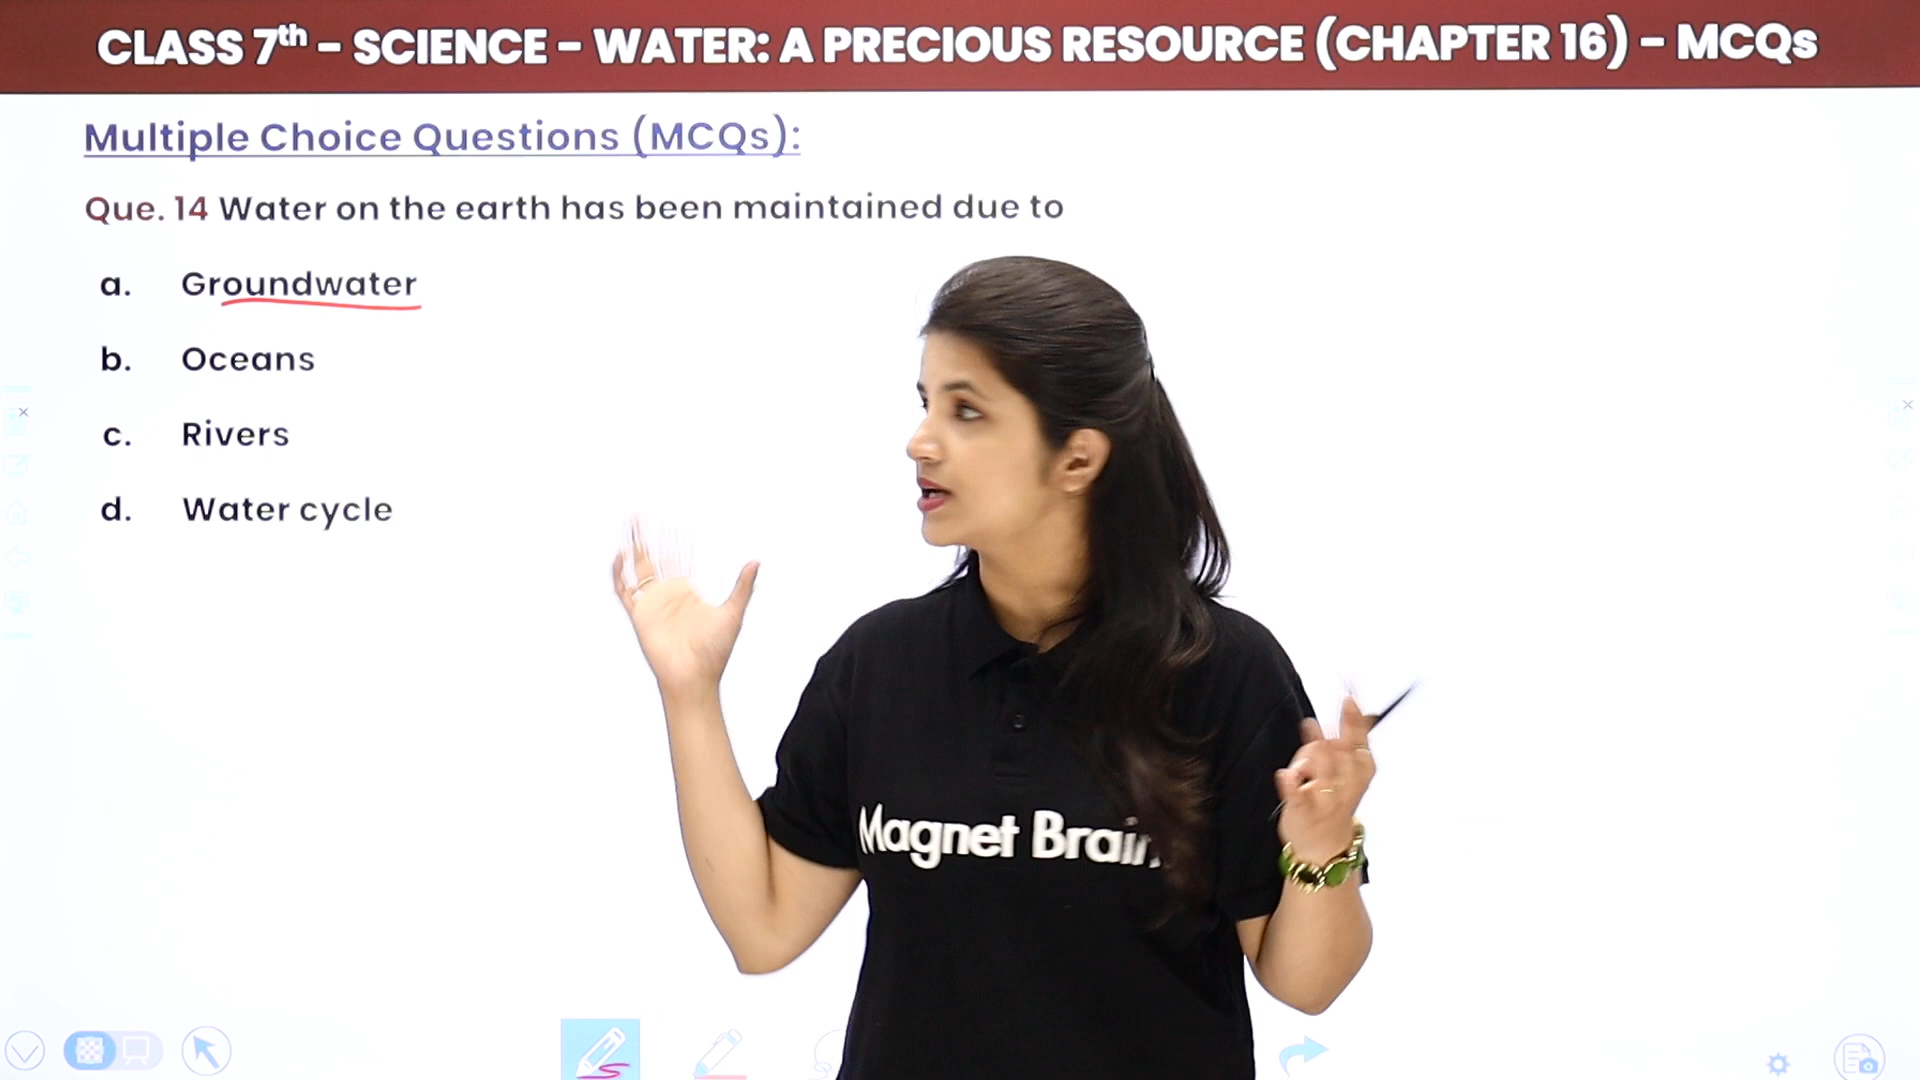 CLASS 7th – SCIENCE – WATER: A PRECIOUS RESOURCE (CHAPTER 16) – MCQs
Multiple Choice Questions (MCQs):
Que. 14 Water on the earth has been maintained due to
a. Groundwater
b. Oceans
c. Rivers
d. Water cycle
Magnet Brain